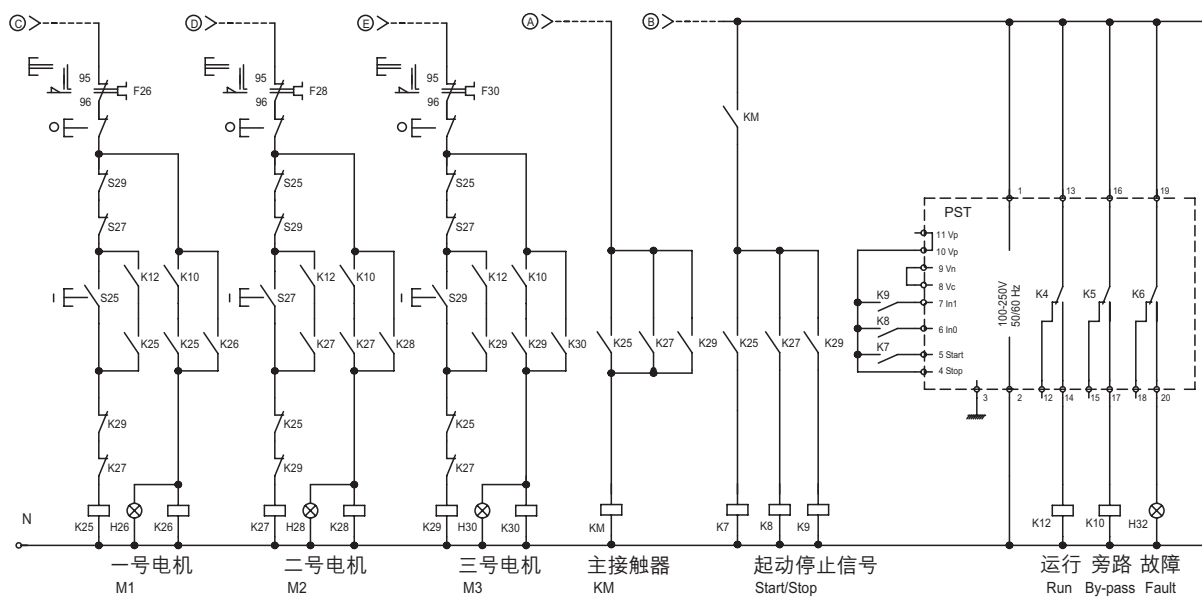 C D E A B
95 95 95
F26 F28 F30
96 96 96
KM
S29 S25 S25
1 13 16 19
S27 S29 S29
PST
11 Vp
10 Vp
9 Vn
8 Vc
7 In1
6 In0
5 Start
4 Stop
100-250V
50/60 Hz
K4 K5 K6
K9
K8
K7
K12 K10 K12 K10 K12 K10
I S25 I S27 I S29
K25 K25 K26 K27 K27 K28 K29 K29 K30 K25 K27 K29 K25 K27 K29
3 2 12 14 15 17 18 20
K29 K25 K25
K27 K29 K27
N
K25 H26 K26 K27 H28 K28 K29 H30 K30 KM K7 K8 K9 K12 K10 H32
一号电机 二号电机 三号电机 主接触器 起动停止信号 运行 旁路 故障
M1 M2 M3 KM Start/Stop Run By-pass Fault